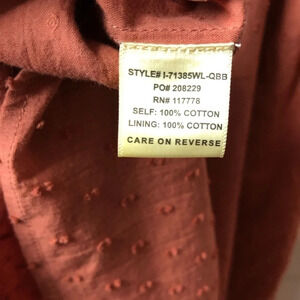 STYLE# I-71385WL-QBB
PO# 208229
RN# 117778
SELF: 100% COTTON
LINING: 100% COTTON
CARE ON REVERSE